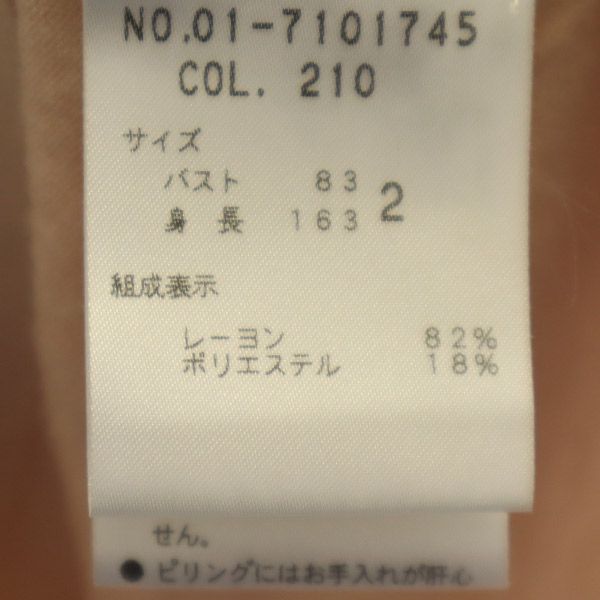 NO.01-7101745
COL. 210
サイズ
バスト 83
身長 163 2
組成表示
レーヨン 82%
ポリエステル 18%
せん。
●ピリングにはお手入れが肝心